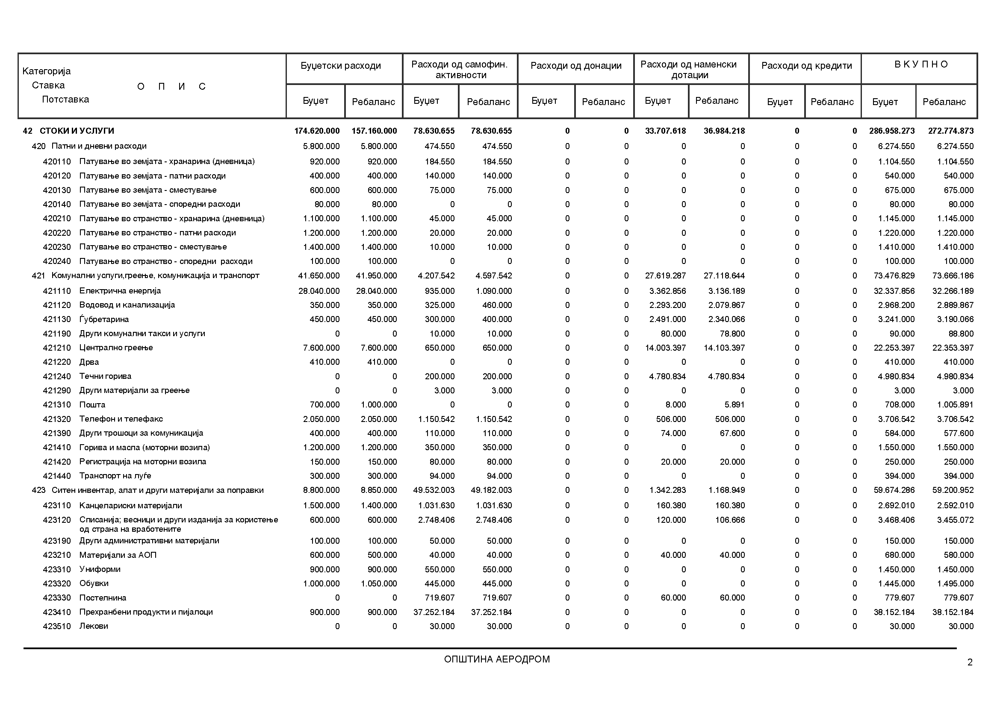 Категорија
Ставка
Потставка
О П И С
Буџетски расходи
Расходи од самофин. активности
Расходи од донации
Расходи од наменски дотации
Расходи од кредити
В К У П Н О
Буџет Ребаланс Буџет Ребаланс Буџет Ребаланс Буџет Ребаланс Буџет Ребаланс Буџет Ребаланс
42 СТОКИ И УСЛУГИ 174.620.000 157.160.000 78.630.655 78.630.655 0 0 33.707.618 36.984.218 0 0 286.958.273 272.774.873
420 Патни и дневни расходи 5.800.000 5.800.000 474.550 474.550 0 0 0 0 0 0 6.274.550 6.274.550
420110 Патување во земјата - хранарина (дневница) 920.000 920.000 184.550 184.550 0 0 0 0 0 0 1.104.550 1.104.550
420120 Патување во земјата - патни расходи 400.000 400.000 140.000 140.000 0 0 0 0 0 0 540.000 540.000
420130 Патување во земјата - сместување 600.000 600.000 75.000 75.000 0 0 0 0 0 0 675.000 675.000
420140 Патување во земјата - споредни расходи 80.000 80.000 0 0 0 0 0 0 0 0 80.000 80.000
420210 Патување во странство - хранарина (дневница) 1.100.000 1.100.000 45.000 45.000 0 0 0 0 0 0 1.145.000 1.145.000
420220 Патување во странство - патни расходи 1.200.000 1.200.000 20.000 20.000 0 0 0 0 0 0 1.220.000 1.220.000
420230 Патување во странство - сместување 1.400.000 1.400.000 10.000 10.000 0 0 0 0 0 0 1.410.000 1.410.000
420240 Патување во странство - споредни расходи 100.000 100.000 0 0 0 0 0 0 0 0 100.000 100.000
421 Комунални услуги,греење, комуникација и транспорт 41.650.000 41.950.000 4.207.542 4.597.542 0 0 27.619.287 27.118.644 0 0 73.476.829 73.666.186
421110 Електрична енергија 28.040.000 28.040.000 935.000 1.090.000 0 0 3.362.856 3.136.189 0 0 32.337.856 32.266.189
421120 Водовод и канализација 350.000 350.000 325.000 460.000 0 0 2.293.200 2.079.867 0 0 2.968.200 2.889.867
421130 Ѓубретарина 450.000 450.000 300.000 400.000 0 0 2.491.000 2.340.066 0 0 3.241.000 3.190.066
421190 Други комунални такси и услуги 0 0 10.000 10.000 0 0 80.000 78.800 0 0 90.000 88.800
421210 Централно греење 7.600.000 7.600.000 650.000 650.000 0 0 14.003.397 14.103.397 0 0 22.253.397 22.353.397
421220 Дрва 410.000 410.000 0 0 0 0 0 0 0 0 410.000 410.000
421240 Течни горива 0 0 200.000 200.000 0 0 4.780.834 4.780.834 0 0 4.980.834 4.980.834
421290 Други материјали за греење 0 0 3.000 3.000 0 0 0 0 0 0 3.000 3.000
421310 Пошта 700.000 1.000.000 0 0 0 0 8.000 5.891 0 0 708.000 1.005.891
421320 Телефон и телефакс 2.050.000 2.050.000 1.150.542 1.150.542 0 0 506.000 506.000 0 0 3.706.542 3.706.542
421390 Други трошоци за комуникација 400.000 400.000 110.000 110.000 0 0 74.000 67.600 0 0 584.000 577.600
421410 Горива и масла (моторни возила) 1.200.000 1.200.000 350.000 350.000 0 0 0 0 0 0 1.550.000 1.550.000
421420 Регистрација на моторни возила 150.000 150.000 80.000 80.000 0 0 20.000 20.000 0 0 250.000 250.000
421440 Транспорт на луѓе 300.000 300.000 94.000 94.000 0 0 0 0 0 0 394.000 394.000
423 Ситен инвентар, алат и други материјали за поправки 8.800.000 8.850.000 49.532.003 49.182.003 0 0 1.342.283 1.168.949 0 0 59.674.286 59.200.952
423110 Канцелариски материјали 1.500.000 1.400.000 1.031.630 1.031.630 0 0 160.380 160.380 0 0 2.692.010 2.592.010
423120 Списанија; весници и други изданија за користење 600.000 600.000 2.748.406 2.748.406 0 0 120.000 106.666 0 0 3.468.406 3.455.072
од страна на вработените
423190 Други административни материјали 100.000 100.000 50.000 50.000 0 0 0 0 0 0 150.000 150.000
423210 Материјали за АОП 600.000 500.000 40.000 40.000 0 0 40.000 40.000 0 0 680.000 580.000
423310 Униформи 900.000 900.000 550.000 550.000 0 0 0 0 0 0 1.450.000 1.450.000
423320 Обувки 1.000.000 1.050.000 445.000 445.000 0 0 0 0 0 0 1.445.000 1.495.000
423330 Постелнина 0 0 719.607 719.607 0 0 60.000 60.000 0 0 779.607 779.607
423410 Прехранбени продукти и пијалоци 900.000 900.000 37.252.184 37.252.184 0 0 0 0 0 0 38.152.184 38.152.184
423510 Лекови 0 0 30.000 30.000 0 0 0 0 0 0 30.000 30.000
ОПШТИНА АЕРОДРОМ
2